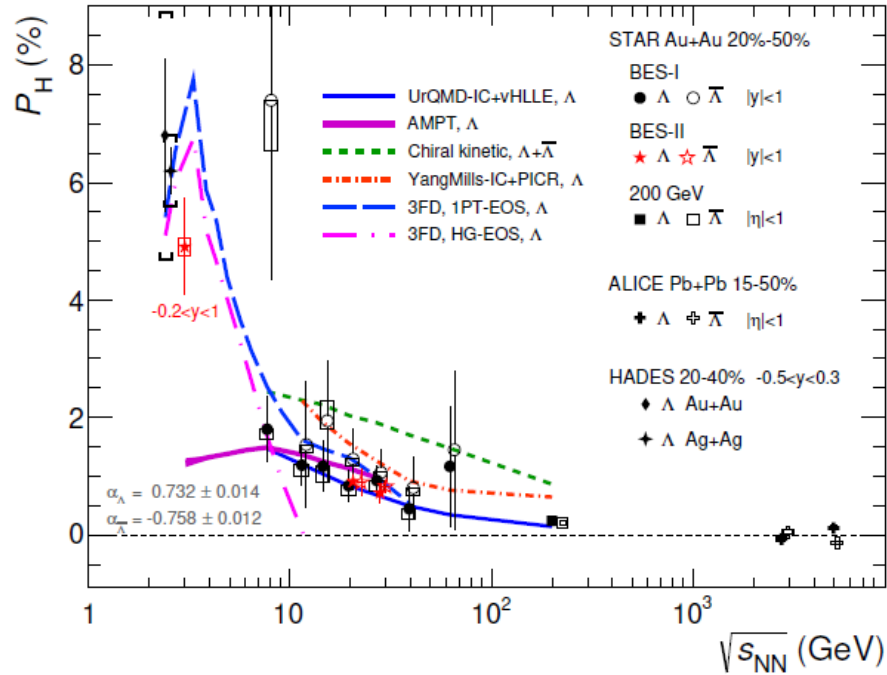 P_H (%)
8
6
4
2
0
1
10
10²
10³
√s_NN (GeV)
UrQMD-IC+vHLLE, Λ
AMPT, Λ
Chiral kinetic, Λ+Λ̅
YangMills-IC+PICR, Λ
3FD, 1PT-EOS, Λ
3FD, HG-EOS, Λ
STAR Au+Au 20%-50%
BES-I
Λ Λ̅ |y|<1
BES-II
Λ Λ̅ |y|<1
200 GeV
Λ Λ̅ |η|<1
ALICE Pb+Pb 15-50%
Λ Λ̅ |η|<1
HADES 20-40% -0.5<y<0.3
Λ Au+Au
Λ Ag+Ag
-0.2<y<1
α_Λ = 0.732 ± 0.014
α_Λ̅ = -0.758 ± 0.012